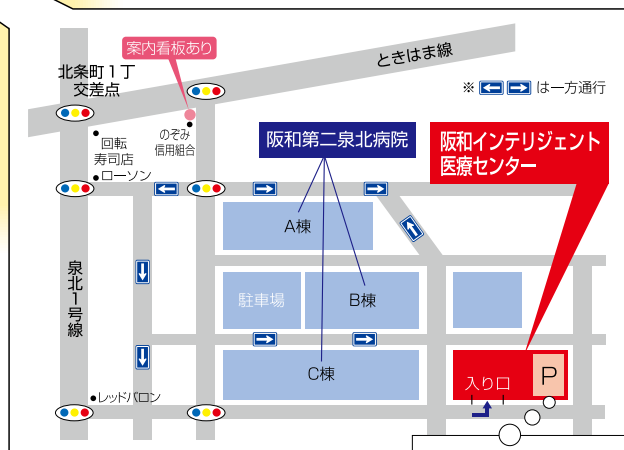 案内看板あり
ときはま線
北条町1丁
交差点
※ は一方通行
のぞみ
信用組合
回転
寿司店
ローソン
阪和第二泉北病院
阪和インテリジェント
医療センター
A棟
泉北1号線
駐車場
B棟
C棟
入り口
P
レッドバロン